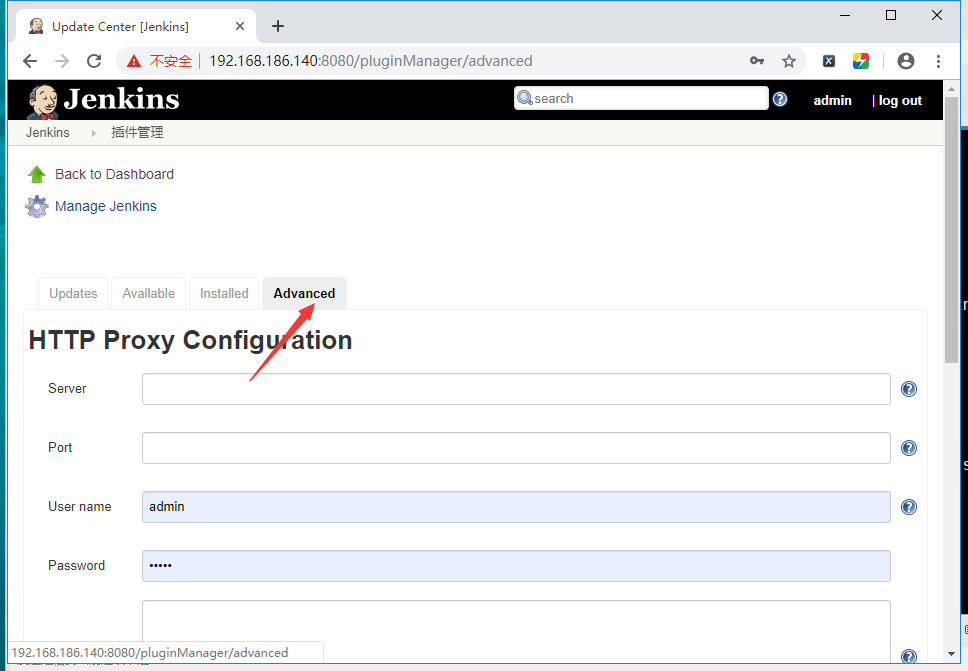 Update Center [Jenkins]
不安全 192.168.186.140:8080/pluginManager/advanced
Jenkins search admin | log out
Jenkins 插件管理
Back to Dashboard
Manage Jenkins
Updates Available Installed Advanced
HTTP Proxy Configuration
Server
Port
User name admin
Password •••••
192.168.186.140:8080/pluginManager/advanced